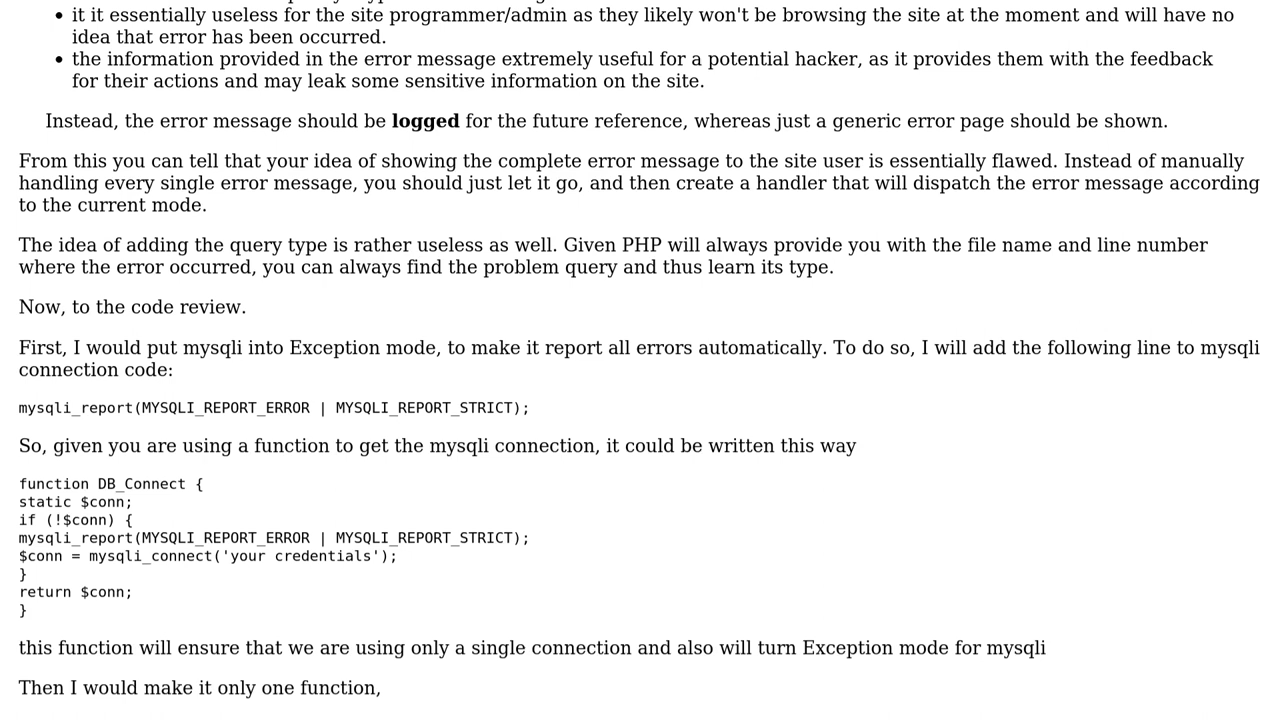 it it essentially useless for the site programmer/admin as they likely won't be browsing the site at the moment and will have no
idea that error has been occurred.
the information provided in the error message extremely useful for a potential hacker, as it provides them with the feedback
for their actions and may leak some sensitive information on the site.
Instead, the error message should be logged for the future reference, whereas just a generic error page should be shown.
From this you can tell that your idea of showing the complete error message to the site user is essentially flawed. Instead of manually
handling every single error message, you should just let it go, and then create a handler that will dispatch the error message according
to the current mode.
The idea of adding the query type is rather useless as well. Given PHP will always provide you with the file name and line number
where the error occurred, you can always find the problem query and thus learn its type.
Now, to the code review.
First, I would put mysqli into Exception mode, to make it report all errors automatically. To do so, I will add the following line to mysqli
connection code:
mysqli_report(MYSQLI_REPORT_ERROR | MYSQLI_REPORT_STRICT);
So, given you are using a function to get the mysqli connection, it could be written this way
function DB_Connect {
static $conn;
if (!$conn) {
mysqli_report(MYSQLI_REPORT_ERROR | MYSQLI_REPORT_STRICT);
$conn = mysqli_connect('your credentials');
}
return $conn;
}
this function will ensure that we are using only a single connection and also will turn Exception mode for mysqli
Then I would make it only one function,